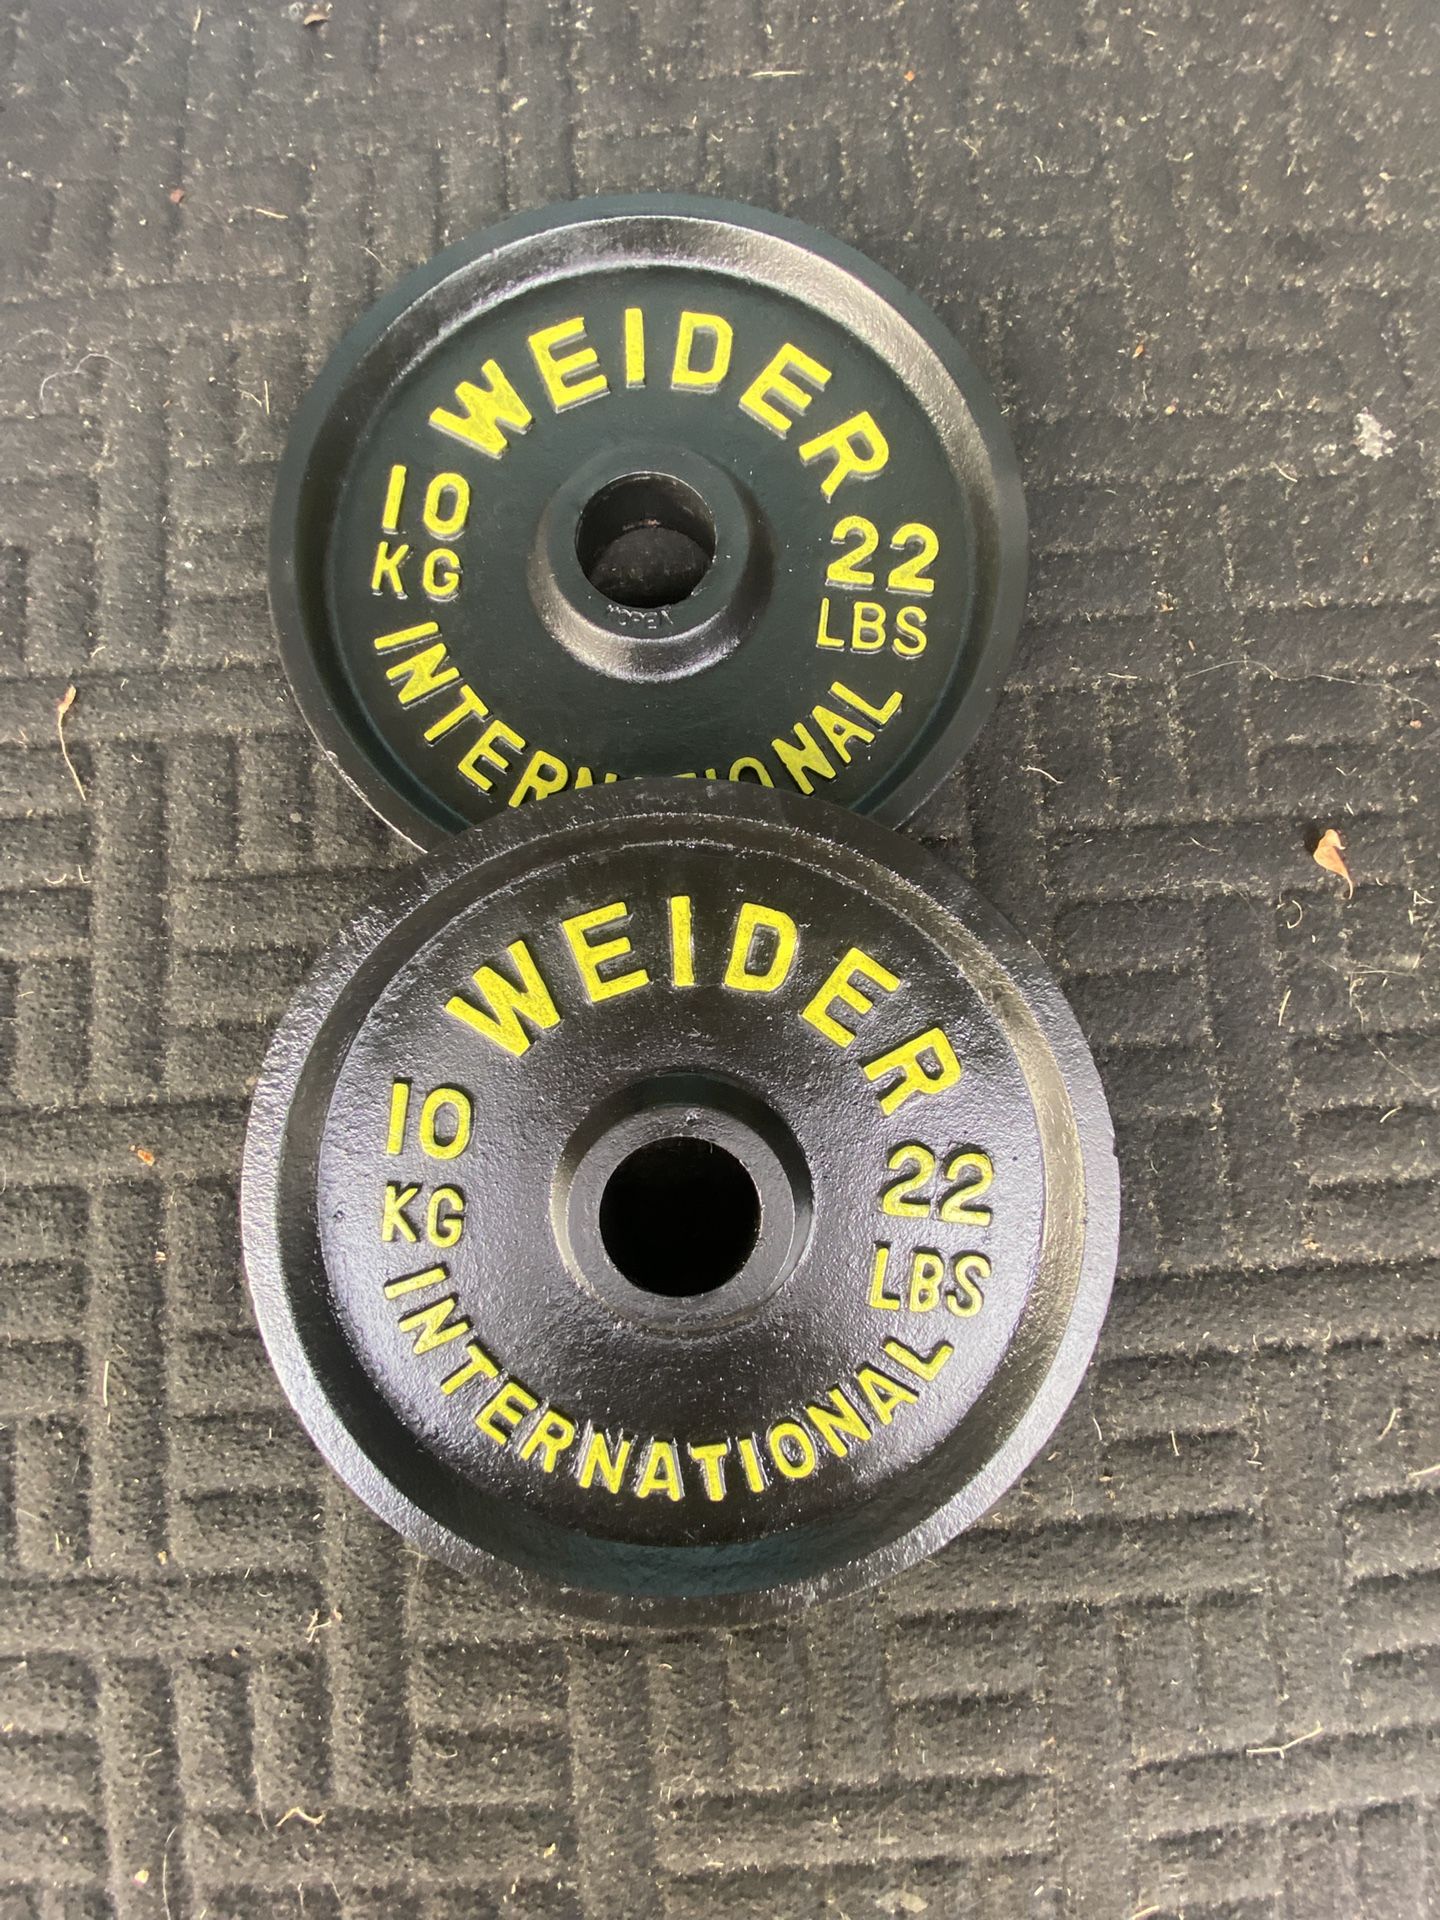 WEIDER
10 22
KG LBS
INTERNATIONAL
WEIDER
10 22
KG LBS
INTERNATIONAL